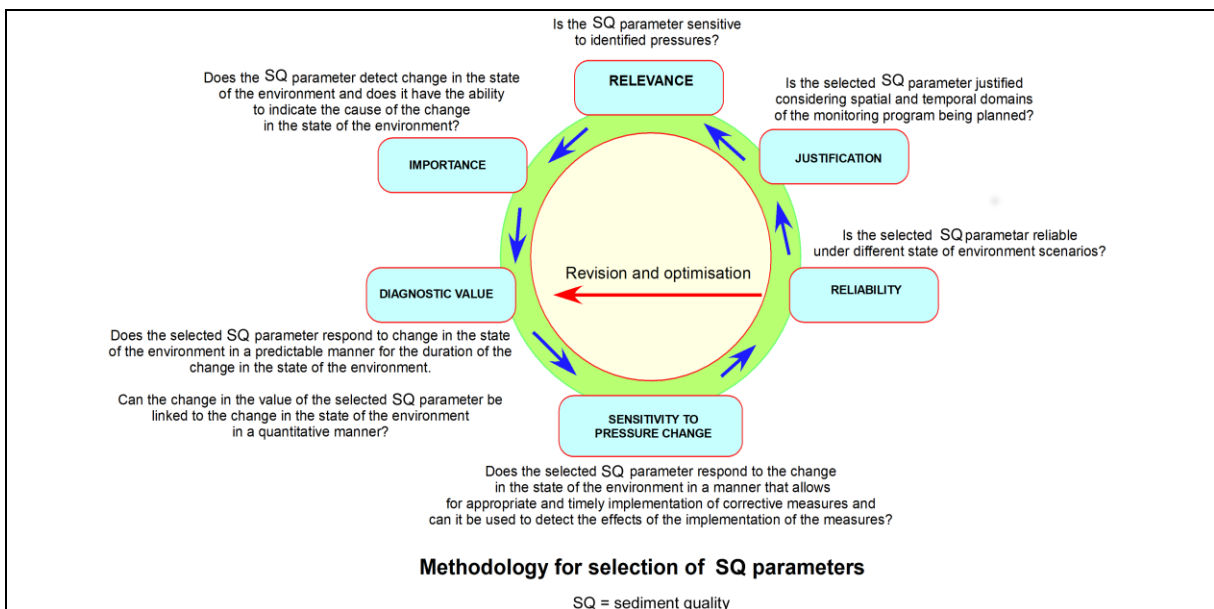 Is the SQ parameter sensitive
to identified pressures?
RELEVANCE
Does the SQ parameter detect change in the state
of the environment and does it have the ability
to indicate the cause of the change
in the state of the environment?
IMPORTANCE
Is the selected SQ parameter justified
considering spatial and temporal domains
of the monitoring program being planned?
JUSTIFICATION
Is the selected SQ parametar reliable
under different state of environment scenarios?
RELIABILITY
Revision and optimisation
DIAGNOSTIC VALUE
Does the selected SQ parameter respond to change in the state
of the environment in a predictable manner for the duration of the
change in the state of the environment.
Can the change in the value of the selected SQ parameter be
linked to the change in the state of the environment
in a quantitative manner?
SENSITIVITY TO
PRESSURE CHANGE
Does the selected SQ parameter respond to the change
in the state of the environment in a manner that allows
for appropriate and timely implementation of corrective measures and
can it be used to detect the effects of the implementation of the measures?
Methodology for selection of SQ parameters
SQ = sediment quality